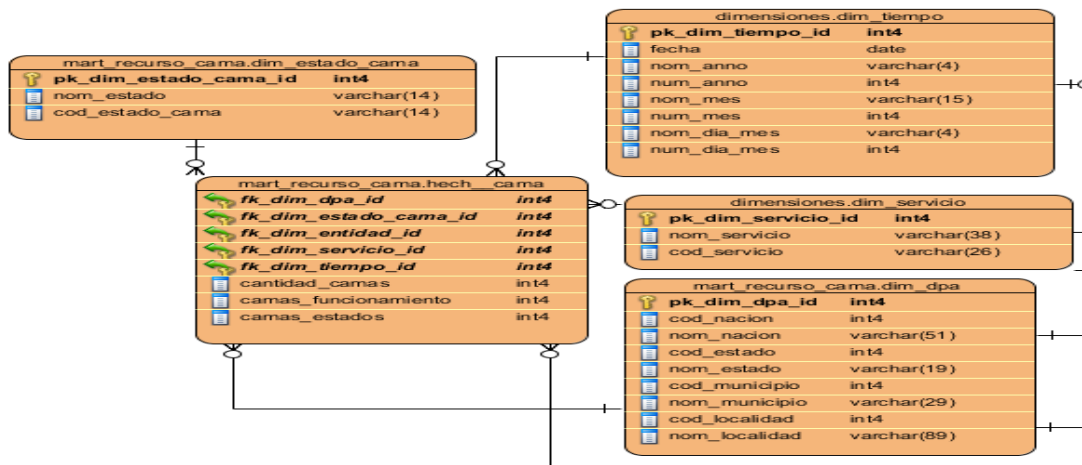 mart_recurso_cama.dim_estado_cama
pk_dim_estado_cama_id int4
nom_estado varchar(14)
cod_estado_cama varchar(14)
dimensiones.dim_tiempo
pk_dim_tiempo_id int4
fecha date
nom_anno varchar(4)
num_anno int4
nom_mes varchar(15)
num_mes int4
nom_dia_mes varchar(4)
num_dia_mes int4
mart_recurso_cama.hech__cama
fk_dim_dpa_id int4
fk_dim_estado_cama_id int4
fk_dim_entidad_id int4
fk_dim_servicio_id int4
fk_dim_tiempo_id int4
cantidad_camas int4
camas_funcionamiento int4
camas_estados int4
dimensiones.dim_servicio
pk_dim_servicio_id int4
nom_servicio varchar(38)
cod_servicio varchar(26)
mart_recurso_cama.dim_dpa
pk_dim_dpa_id int4
cod_nacion int4
nom_nacion varchar(51)
cod_estado int4
nom_estado varchar(19)
cod_municipio int4
nom_municipio varchar(29)
cod_localidad int4
nom_localidad varchar(89)